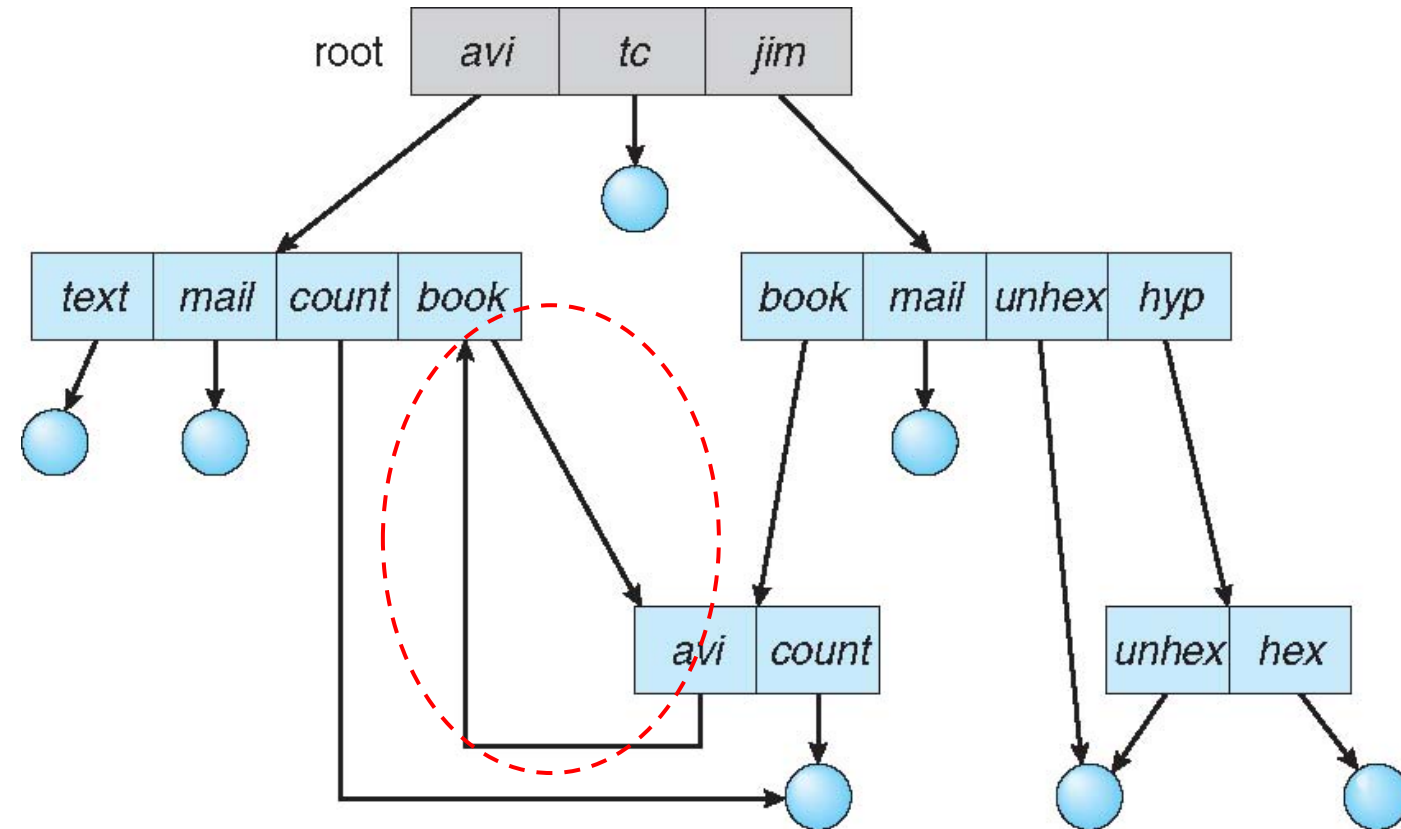 root avi tc jim
text mail count book
book mail unhex hyp
avi count
unhex hex